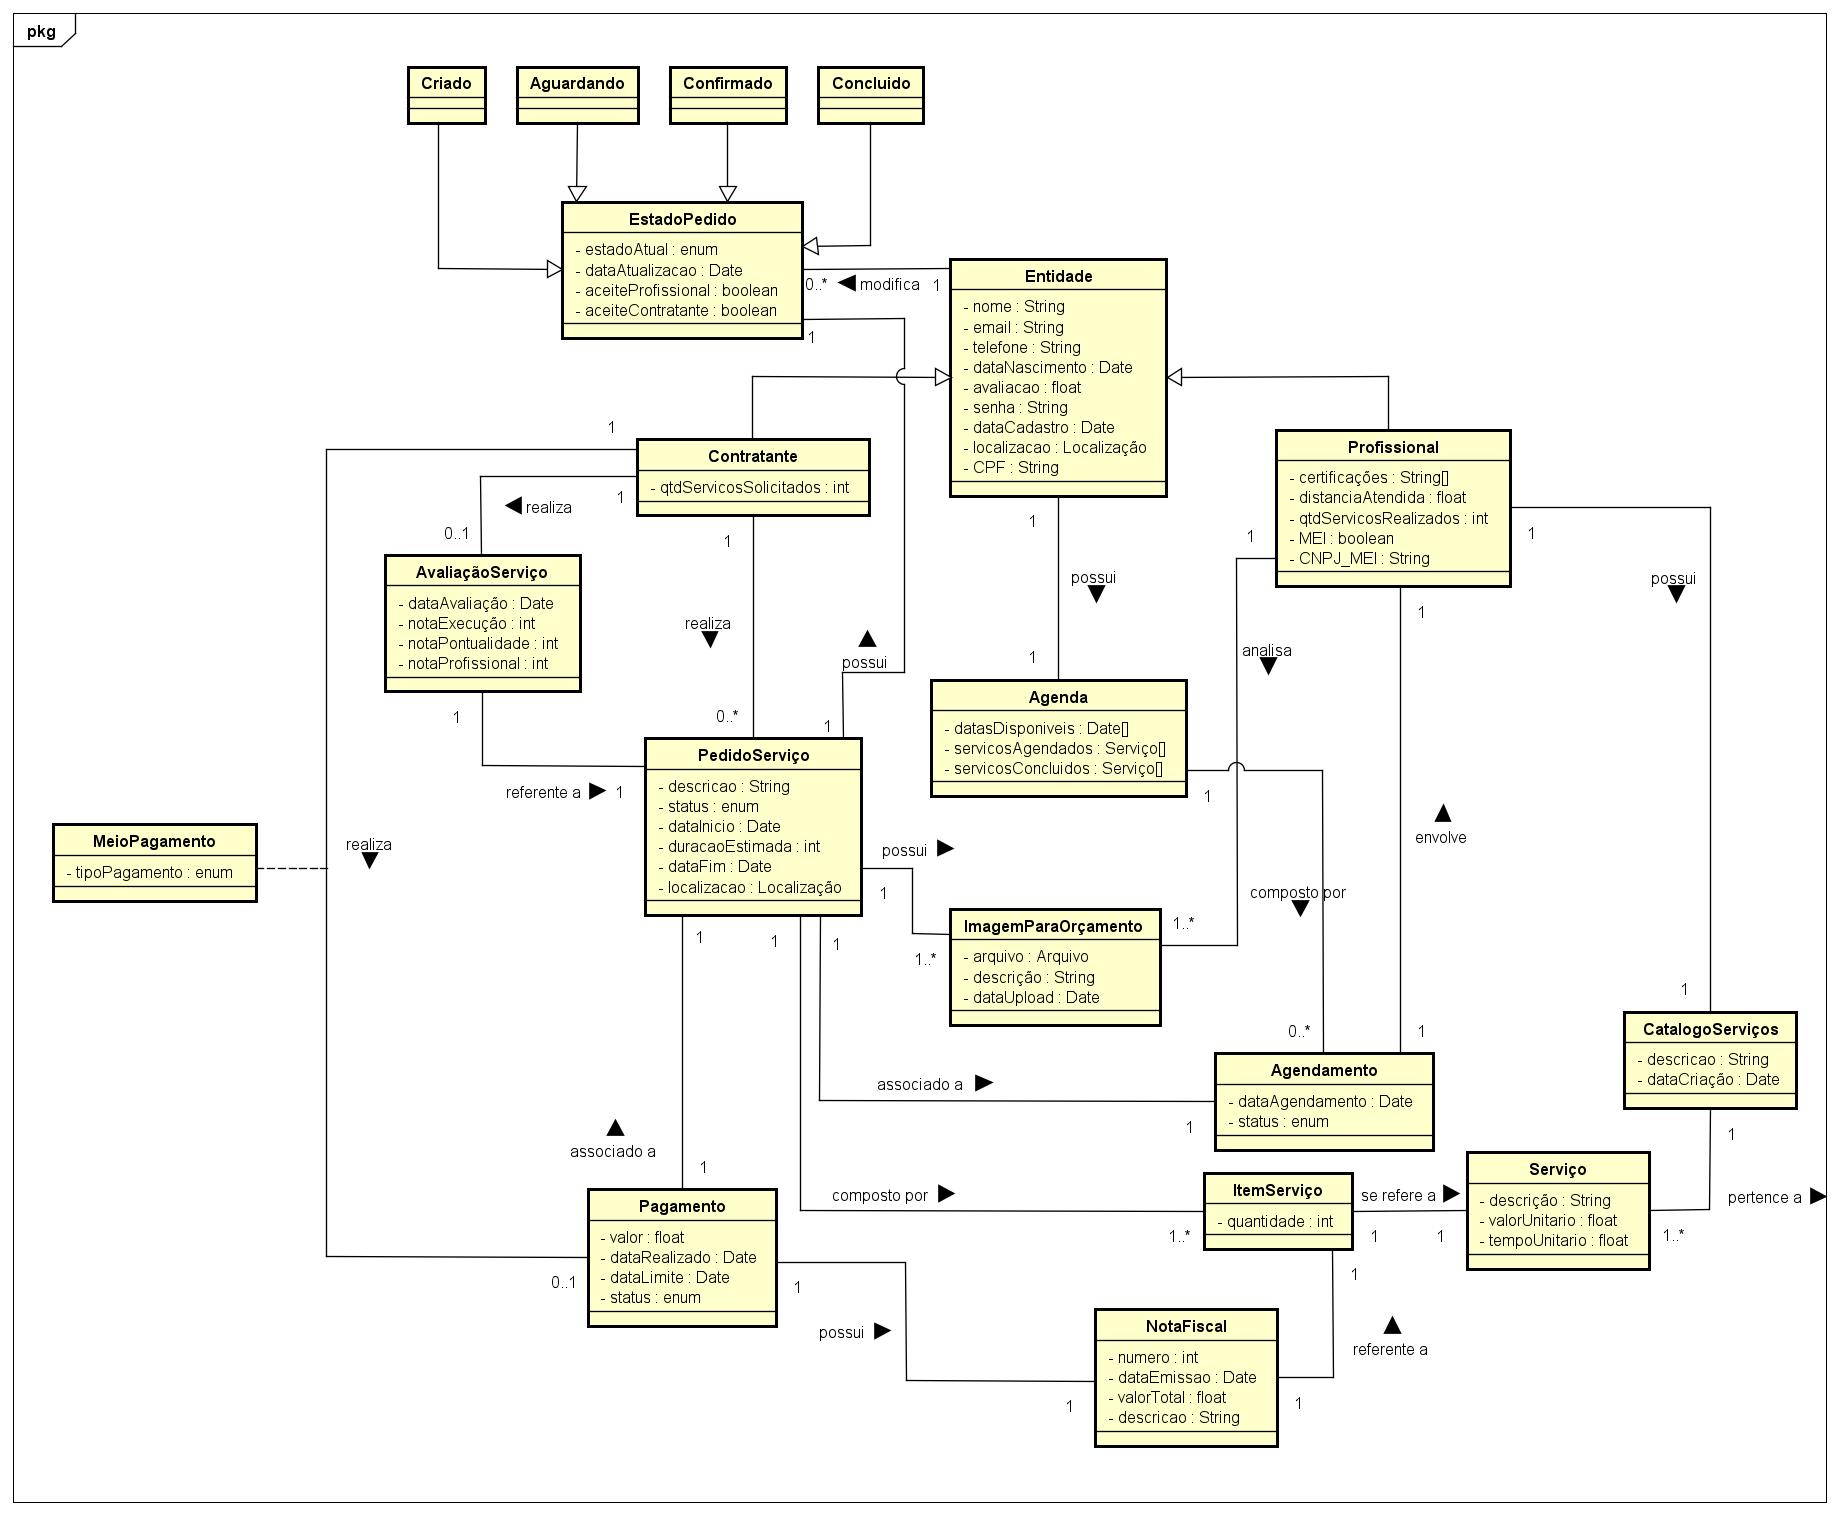 pkg
Criado
Aguardando
Confirmado
Concluido
EstadoPedido
- estadoAtual : enum
- dataAtualizacao : Date
- aceiteProfissional : boolean
- aceiteContratante : boolean
0..*
modifica
1
1
Entidade
- nome : String
- email : String
- telefone : String
- dataNascimento : Date
- avaliacao : float
- senha : String
- dataCadastro : Date
- localizacao : Localização
- CPF : String
1
Contratante
- qtdServicosSolicitados : int
1
realiza
0..1
1
1
Profissional
- certificações : String[]
- distanciaAtendida : float
- qtdServicosRealizados : int
- MEI : boolean
- CNPJ_MEI : String
1
1
1
AvaliaçãoServiço
- dataAvaliação : Date
- notaExecução : int
- notaPontualidade : int
- notaProfissional : int
1
realiza
0..*
possui
1
possui
1
analisa
possui
Agenda
- datasDisponiveis : Date[]
- servicosAgendados : Serviço[]
- servicosConcluidos : Serviço[]
1
referente a
1
PedidoServiço
- descricao : String
- status : enum
- dataInicio : Date
- duracaoEstimada : int
- dataFim : Date
- localizacao : Localização
MeioPagamento
- tipoPagamento : enum
realiza
possui
1
1..*
envolve
composto por
ImagemParaOrçamento
- arquivo : Arquivo
- descrição : String
- dataUpload : Date
1..*
1
1
1
0..*
1
1
CatalogoServiços
- descricao : String
- dataCriação : Date
1
Agendamento
- dataAgendamento : Date
- status : enum
associado a
1
associado a
1
Pagamento
- valor : float
- dataRealizado : Date
- dataLimite : Date
- status : enum
0..1
1
composto por
1..*
ItemServiço
- quantidade : int
se refere a
1
1
Serviço
- descrição : String
- valorUnitario : float
- tempoUnitario : float
1..*
pertence a
1
possui
1
NotaFiscal
- numero : int
- dataEmissao : Date
- valorTotal : float
- descricao : String
1
referente a